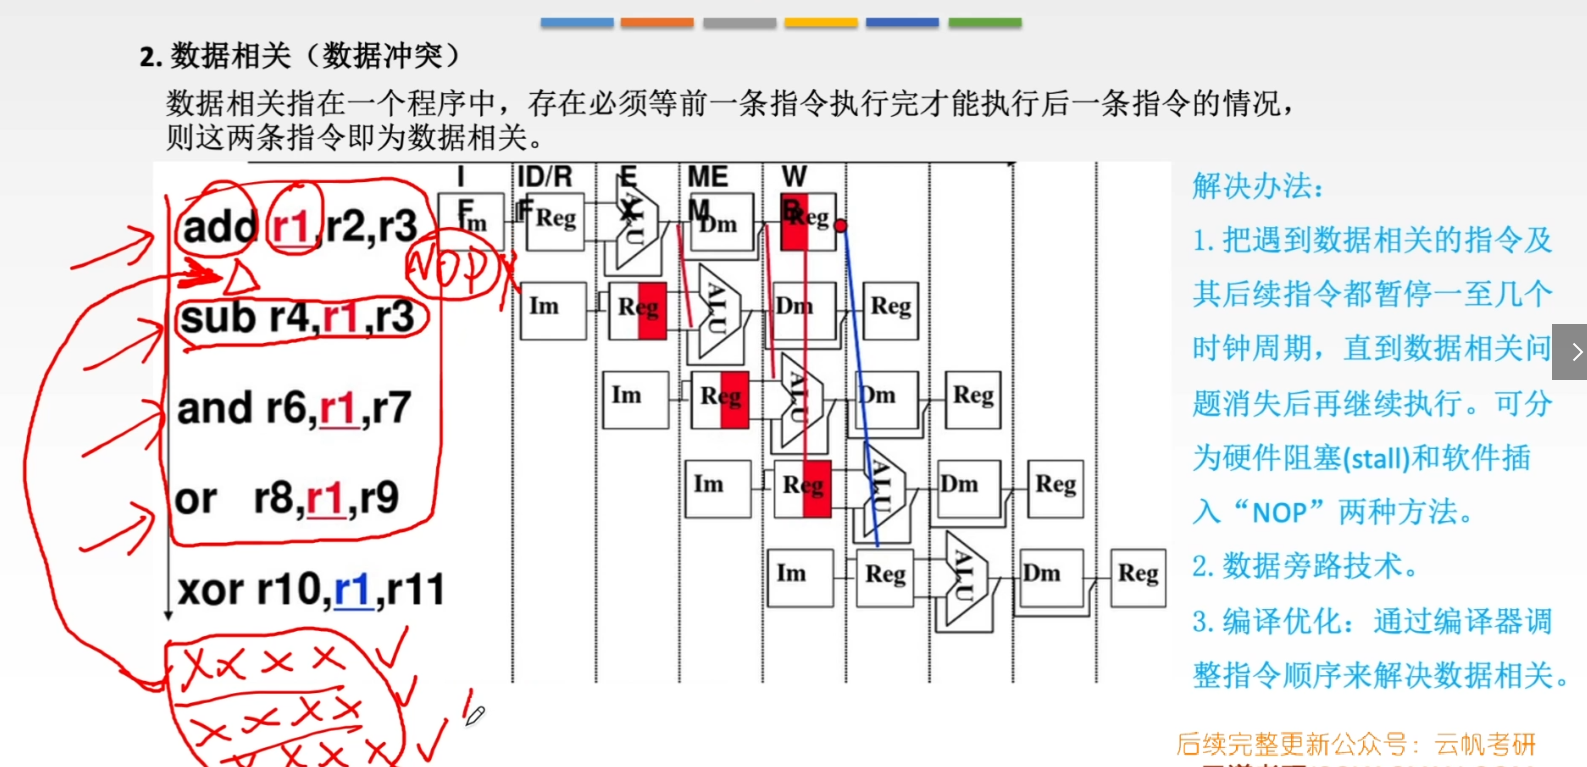 2. 数据相关（数据冲突）
数据相关指在一个程序中，存在必须等前一条指令执行完才能执行后一条指令的情况，
则这两条指令即为数据相关。
IF ID/RF EX MEM WB
add r1,r2,r3
Im Reg ALU Dm Reg
NOP
sub r4,r1,r3
Im Reg ALU Dm Reg
and r6,r1,r7
Im Reg ALU Dm Reg
or r8,r1,r9
Im Reg ALU Dm Reg
xor r10,r1,r11
Im Reg ALU Dm Reg
解决办法：
1. 把遇到数据相关的指令及
其后续指令都暂停一至几个
时钟周期，直到数据相关问
题消失后再继续执行。可分
为硬件阻塞(stall)和软件插
入“NOP”两种方法。
2. 数据旁路技术。
3. 编译优化：通过编译器调
整指令顺序来解决数据相关。
后续完整更新公众号：云帆考研